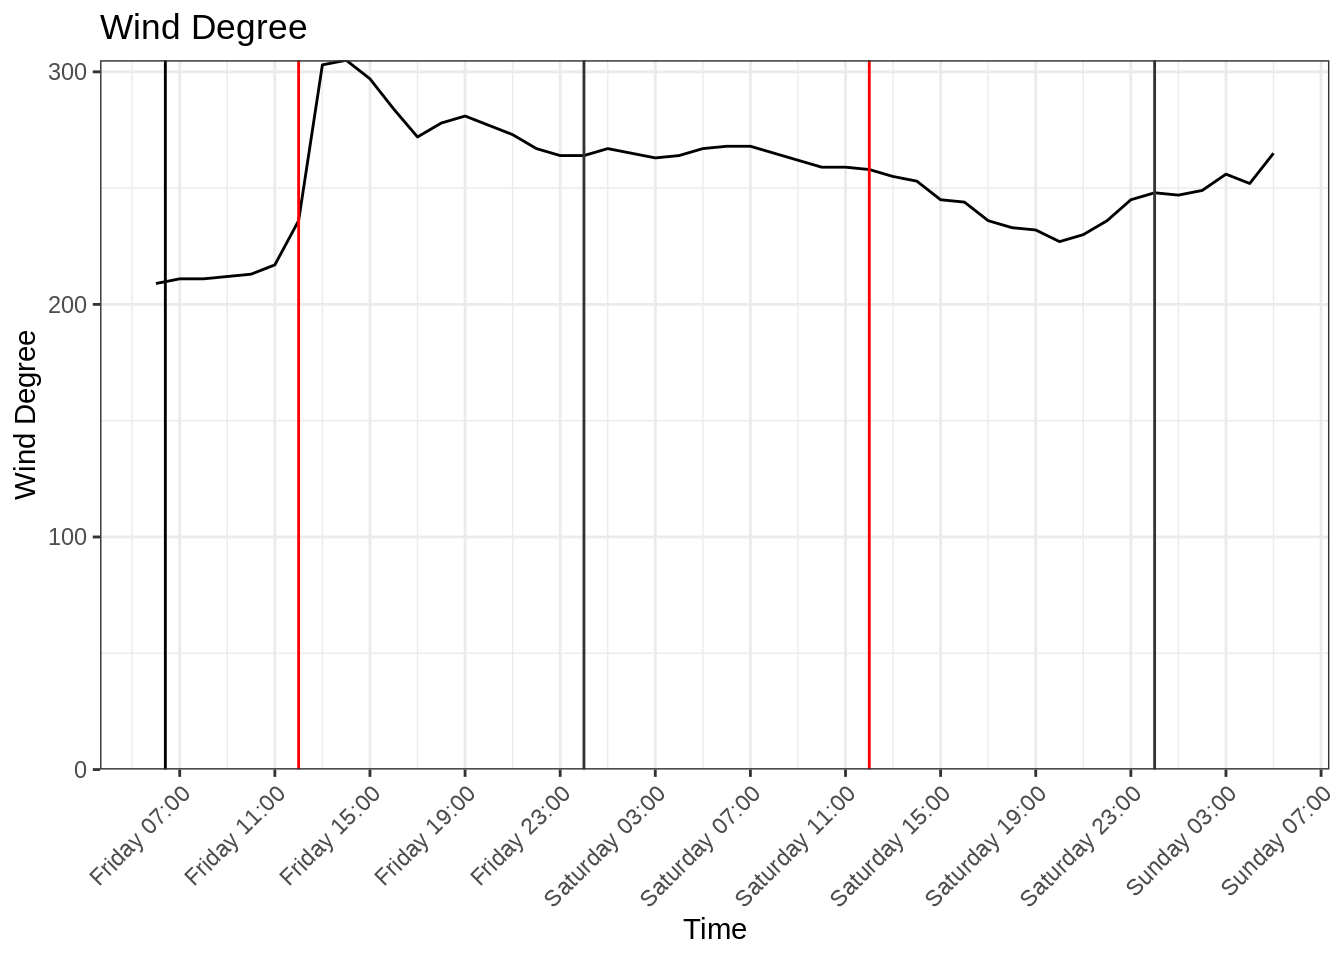 Wind Degree
Wind Degree
300
200
100
0
Friday 07:00
Friday 11:00
Friday 15:00
Friday 19:00
Friday 23:00
Saturday 03:00
Saturday 07:00
Saturday 11:00
Saturday 15:00
Saturday 19:00
Saturday 23:00
Sunday 03:00
Sunday 07:00
Time